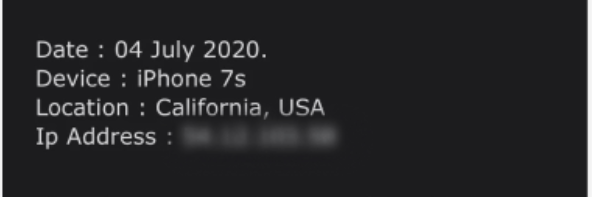 Date : 04 July 2020.
Device : iPhone 7s
Location : California, USA
Ip Address :